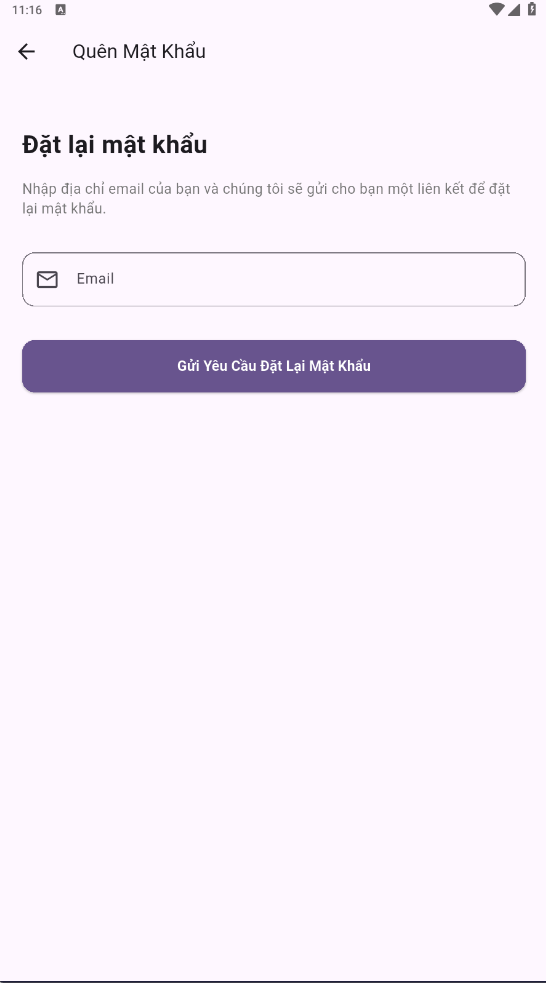 11:16 A
Quên Mật Khẩu
Đặt lại mật khẩu
Nhập địa chỉ email của bạn và chúng tôi sẽ gửi cho bạn một liên kết để đặt
lại mật khẩu.
Email
Gửi Yêu Cầu Đặt Lại Mật Khẩu